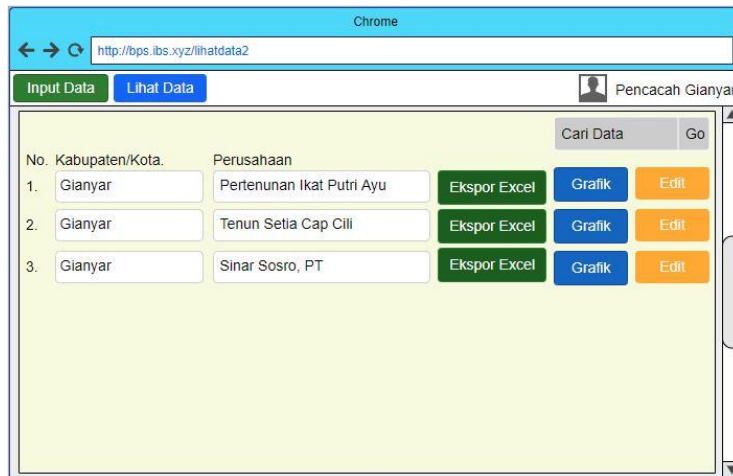 Chrome
http://bps.ibs.xyz/lihatdata2
Input Data Lihat Data Pencacah Gianyar
Cari Data Go
No. Kabupaten/Kota. Perusahaan
1. Gianyar Pertenunan Ikat Putri Ayu Ekspor Excel Grafik Edit
2. Gianyar Tenun Setia Cap Cili Ekspor Excel Grafik Edit
3. Gianyar Sinar Sosro, PT Ekspor Excel Grafik Edit